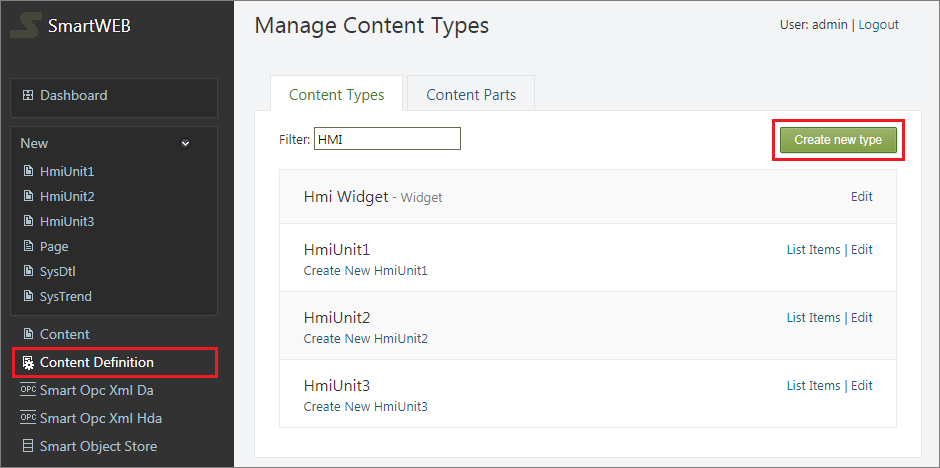 SmartWEB
Dashboard
New
HmiUnit1
HmiUnit2
HmiUnit3
Page
SysDtl
SysTrend
Content
Content Definition
OPC Smart Opc Xml Da
OPC Smart Opc Xml Hda
Smart Object Store
Manage Content Types
User: admin | Logout
Content Types
Content Parts
Filter: HMI
Create new type
Hmi Widget - Widget
Edit
HmiUnit1
List Items | Edit
Create New HmiUnit1
HmiUnit2
List Items | Edit
Create New HmiUnit2
HmiUnit3
List Items | Edit
Create New HmiUnit3